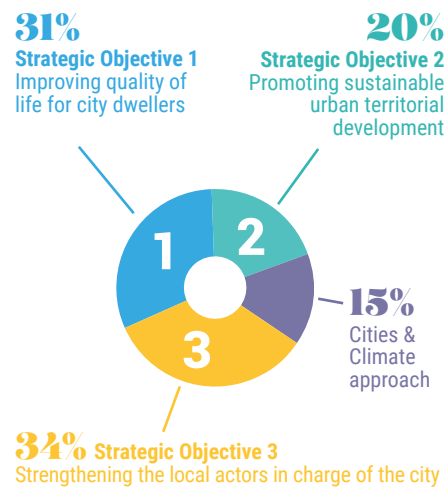 31%
Strategic Objective 1
Improving quality of
life for city dwellers
20%
Strategic Objective 2
Promoting sustainable
urban territorial
development
1
2
3
15%
Cities &
Climate
approach
34% Strategic Objective 3
Strengthening the local actors in charge of the city